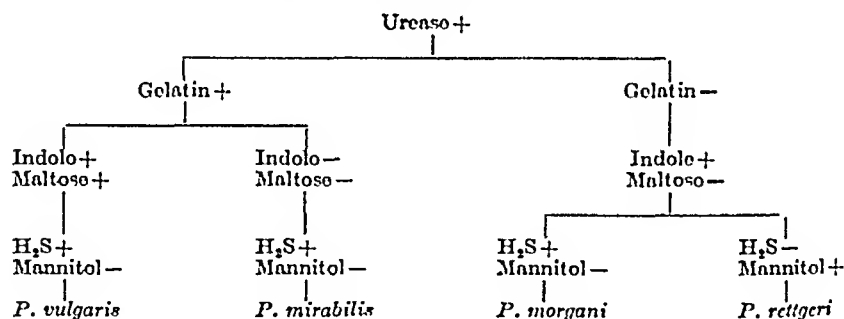 Urease+
Gelatin+ Gelatin−
Indole+ Indole− Indole+
Maltose+ Maltose− Maltose−
H₂S+ H₂S+ H₂S+ H₂S−
Mannitol− Mannitol− Mannitol− Mannitol+
P. vulgaris P. mirabilis P. morgani P. rettgeri